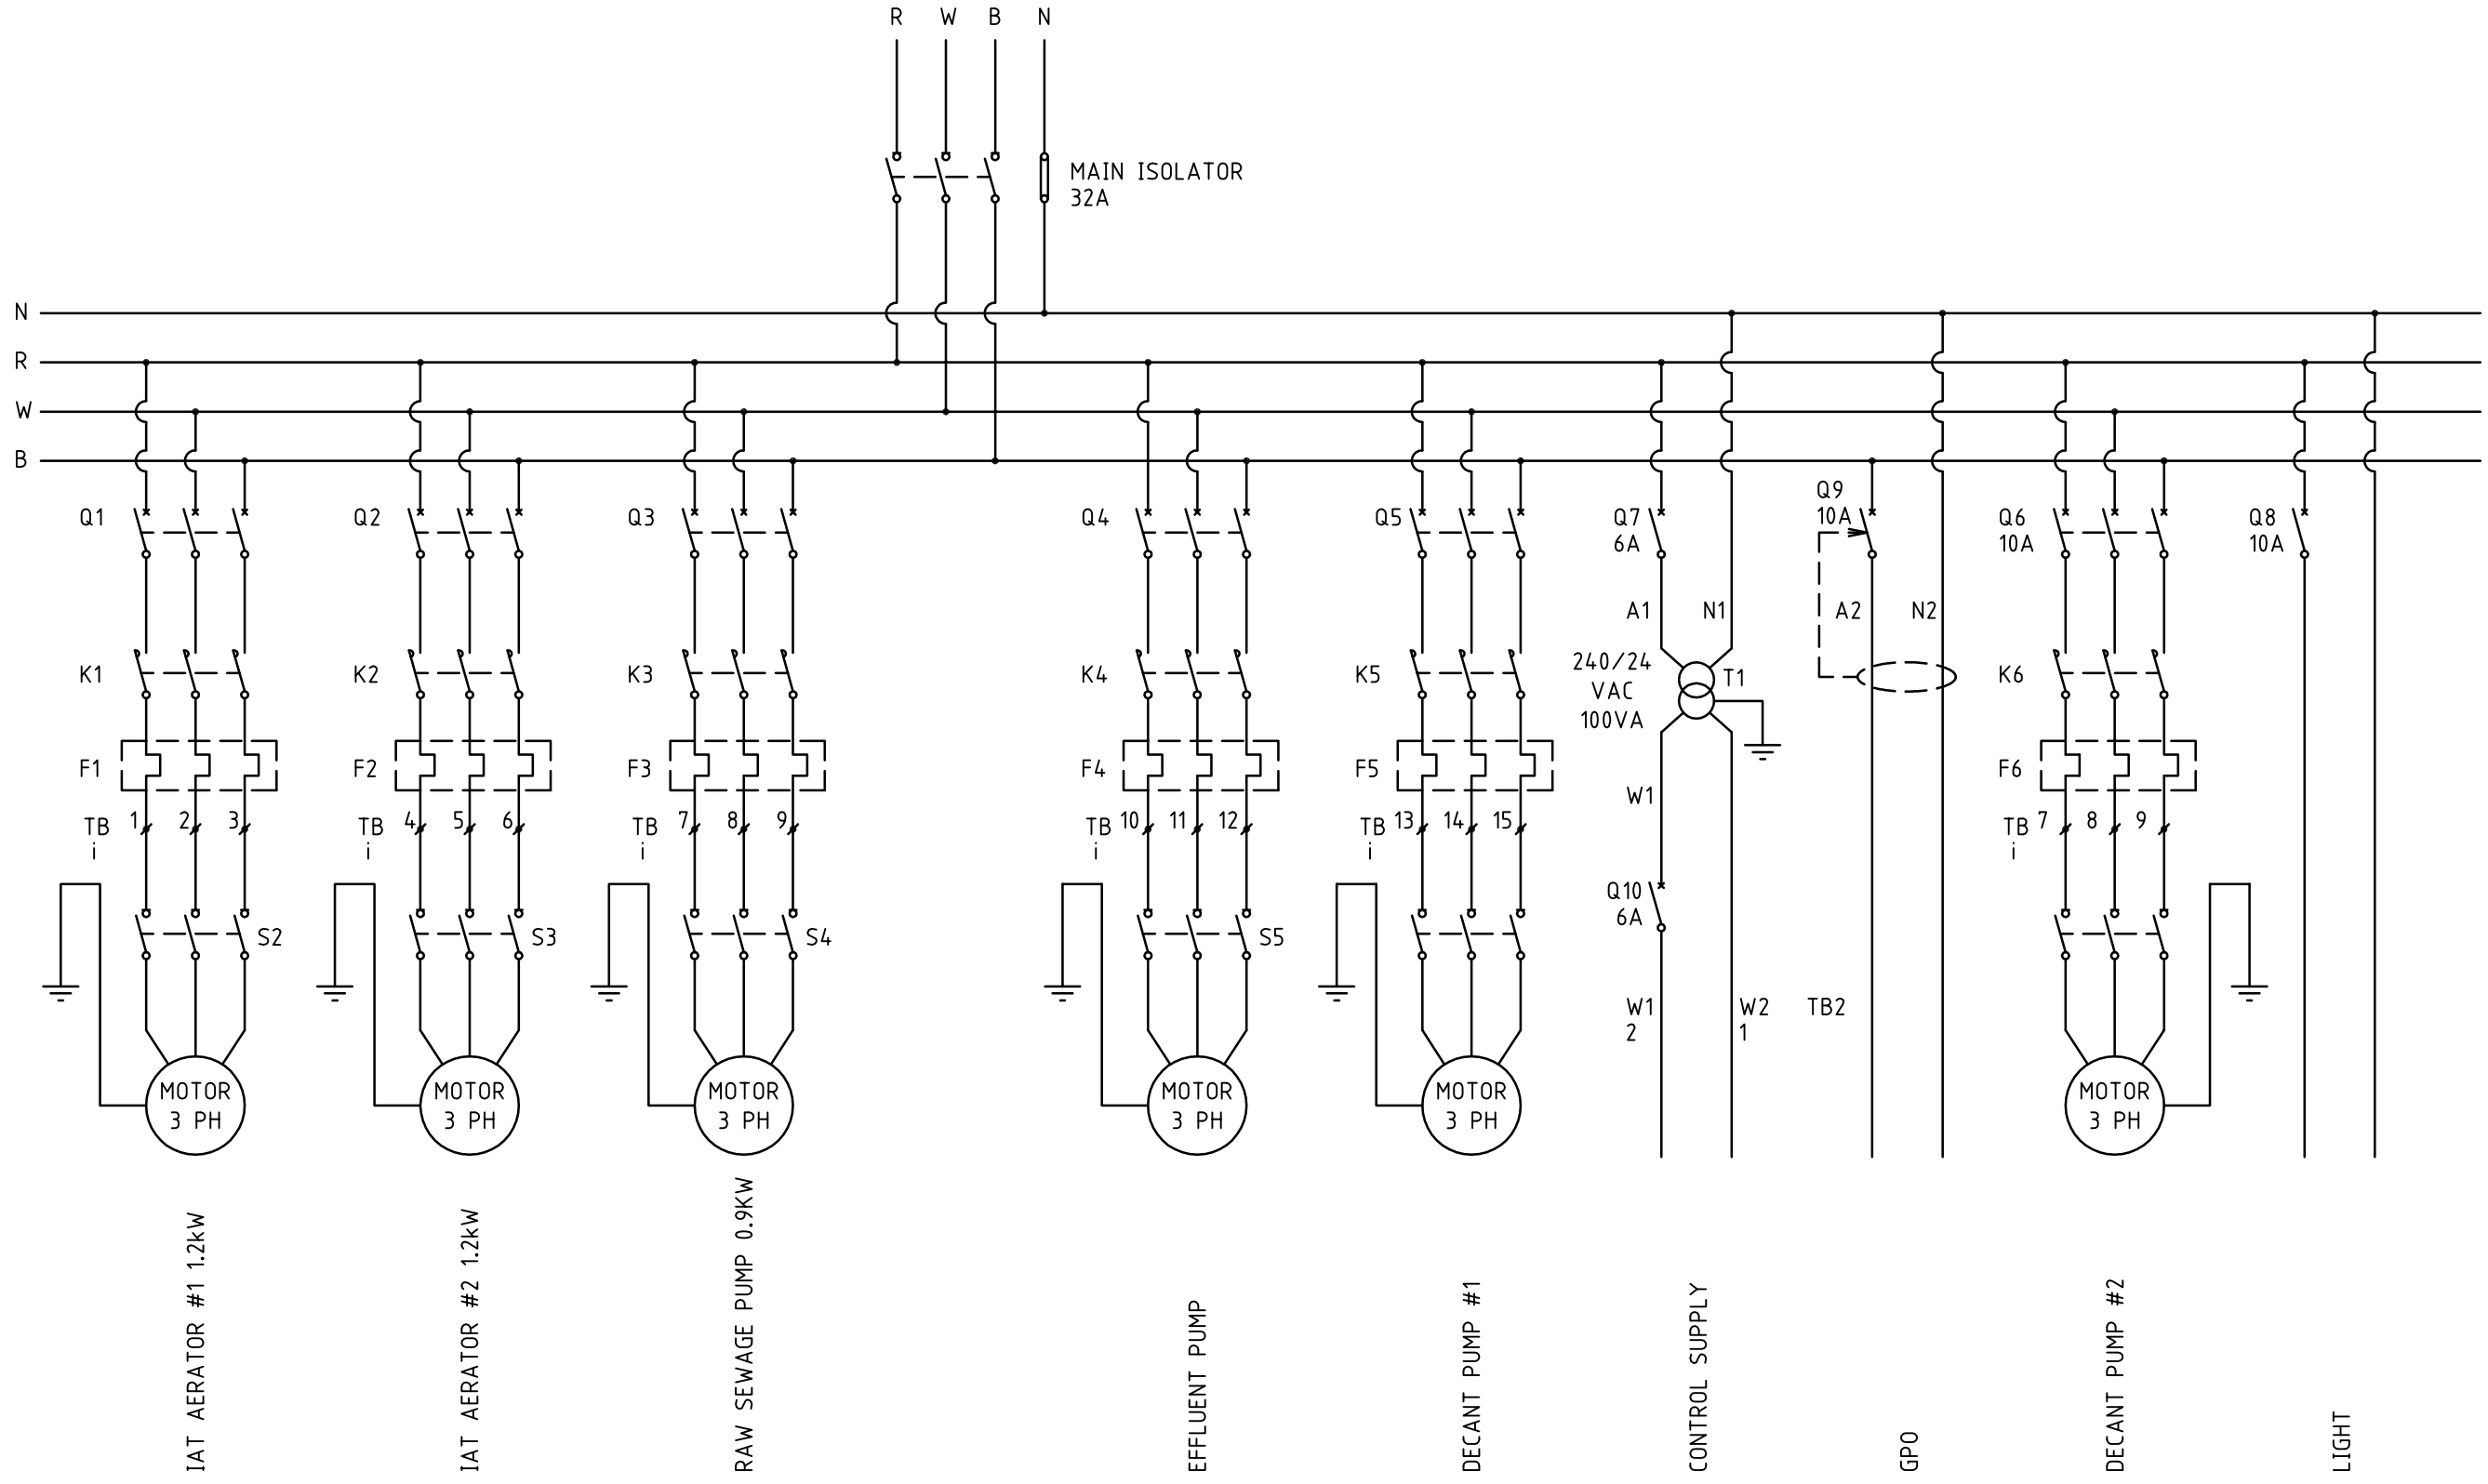 R W B N
MAIN ISOLATOR
32A
N
R
W
B
Q1
Q2
Q3
Q4
Q5
Q7
6A
Q9
10A
Q6
10A
Q8
10A
A1
N1
A2
N2
K1
K2
K3
K4
K5
240/24
VAC
100VA
T1
K6
F1
F2
F3
F4
F5
W1
F6
TB
i
1 2 3
TB
i
4 5 6
TB
i
7 8 9
TB
i
10 11 12
TB
i
13 14 15
TB
i
7 8 9
Q10
6A
S2
S3
S4
S5
W1
2
W2
1
TB2
MOTOR
3 PH
MOTOR
3 PH
MOTOR
3 PH
MOTOR
3 PH
MOTOR
3 PH
MOTOR
3 PH
IAT AERATOR #1 1.2kW
IAT AERATOR #2 1.2kW
RAW SEWAGE PUMP 0.9KW
EFFLUENT PUMP
DECANT PUMP #1
CONTROL SUPPLY
GPO
DECANT PUMP #2
LIGHT